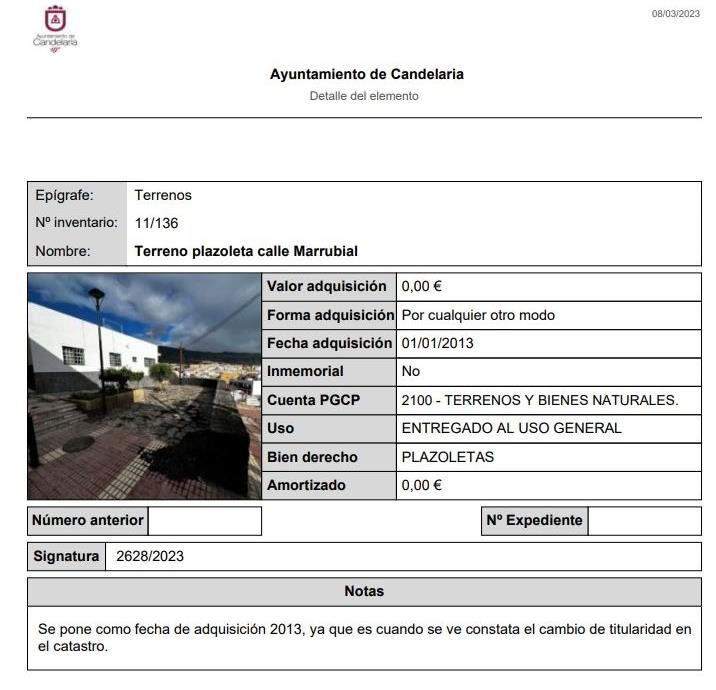 08/03/2023
Ayuntamiento de
Candelaria
Ayuntamiento de Candelaria
Detalle del elemento
Epígrafe: Terrenos
Nº inventario: 11/136
Nombre: Terreno plazoleta calle Marrubial
Valor adquisición 0,00 €
Forma adquisición Por cualquier otro modo
Fecha adquisición 01/01/2013
Inmemorial No
Cuenta PGCP 2100 - TERRENOS Y BIENES NATURALES.
Uso ENTREGADO AL USO GENERAL
Bien derecho PLAZOLETAS
Amortizado 0,00 €
Número anterior
Nº Expediente
Signatura 2628/2023
Notas
Se pone como fecha de adquisición 2013, ya que es cuando se ve constata el cambio de titularidad en
el catastro.